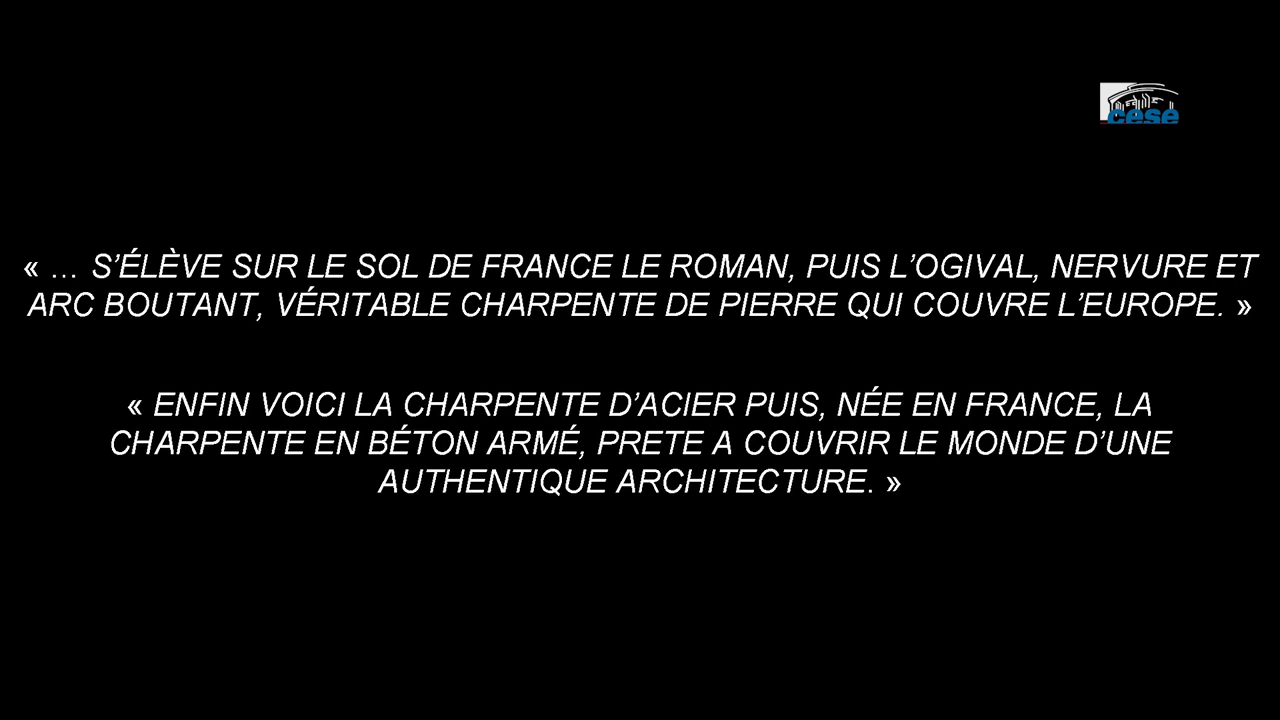 cese
« … S’ÉLÈVE SUR LE SOL DE FRANCE LE ROMAN, PUIS L’OGIVAL, NERVURE ET
ARC BOUTANT, VÉRITABLE CHARPENTE DE PIERRE QUI COUVRE L’EUROPE. »
« ENFIN VOICI LA CHARPENTE D’ACIER PUIS, NÉE EN FRANCE, LA
CHARPENTE EN BÉTON ARMÉ, PRETE A COUVRIR LE MONDE D’UNE
AUTHENTIQUE ARCHITECTURE. »